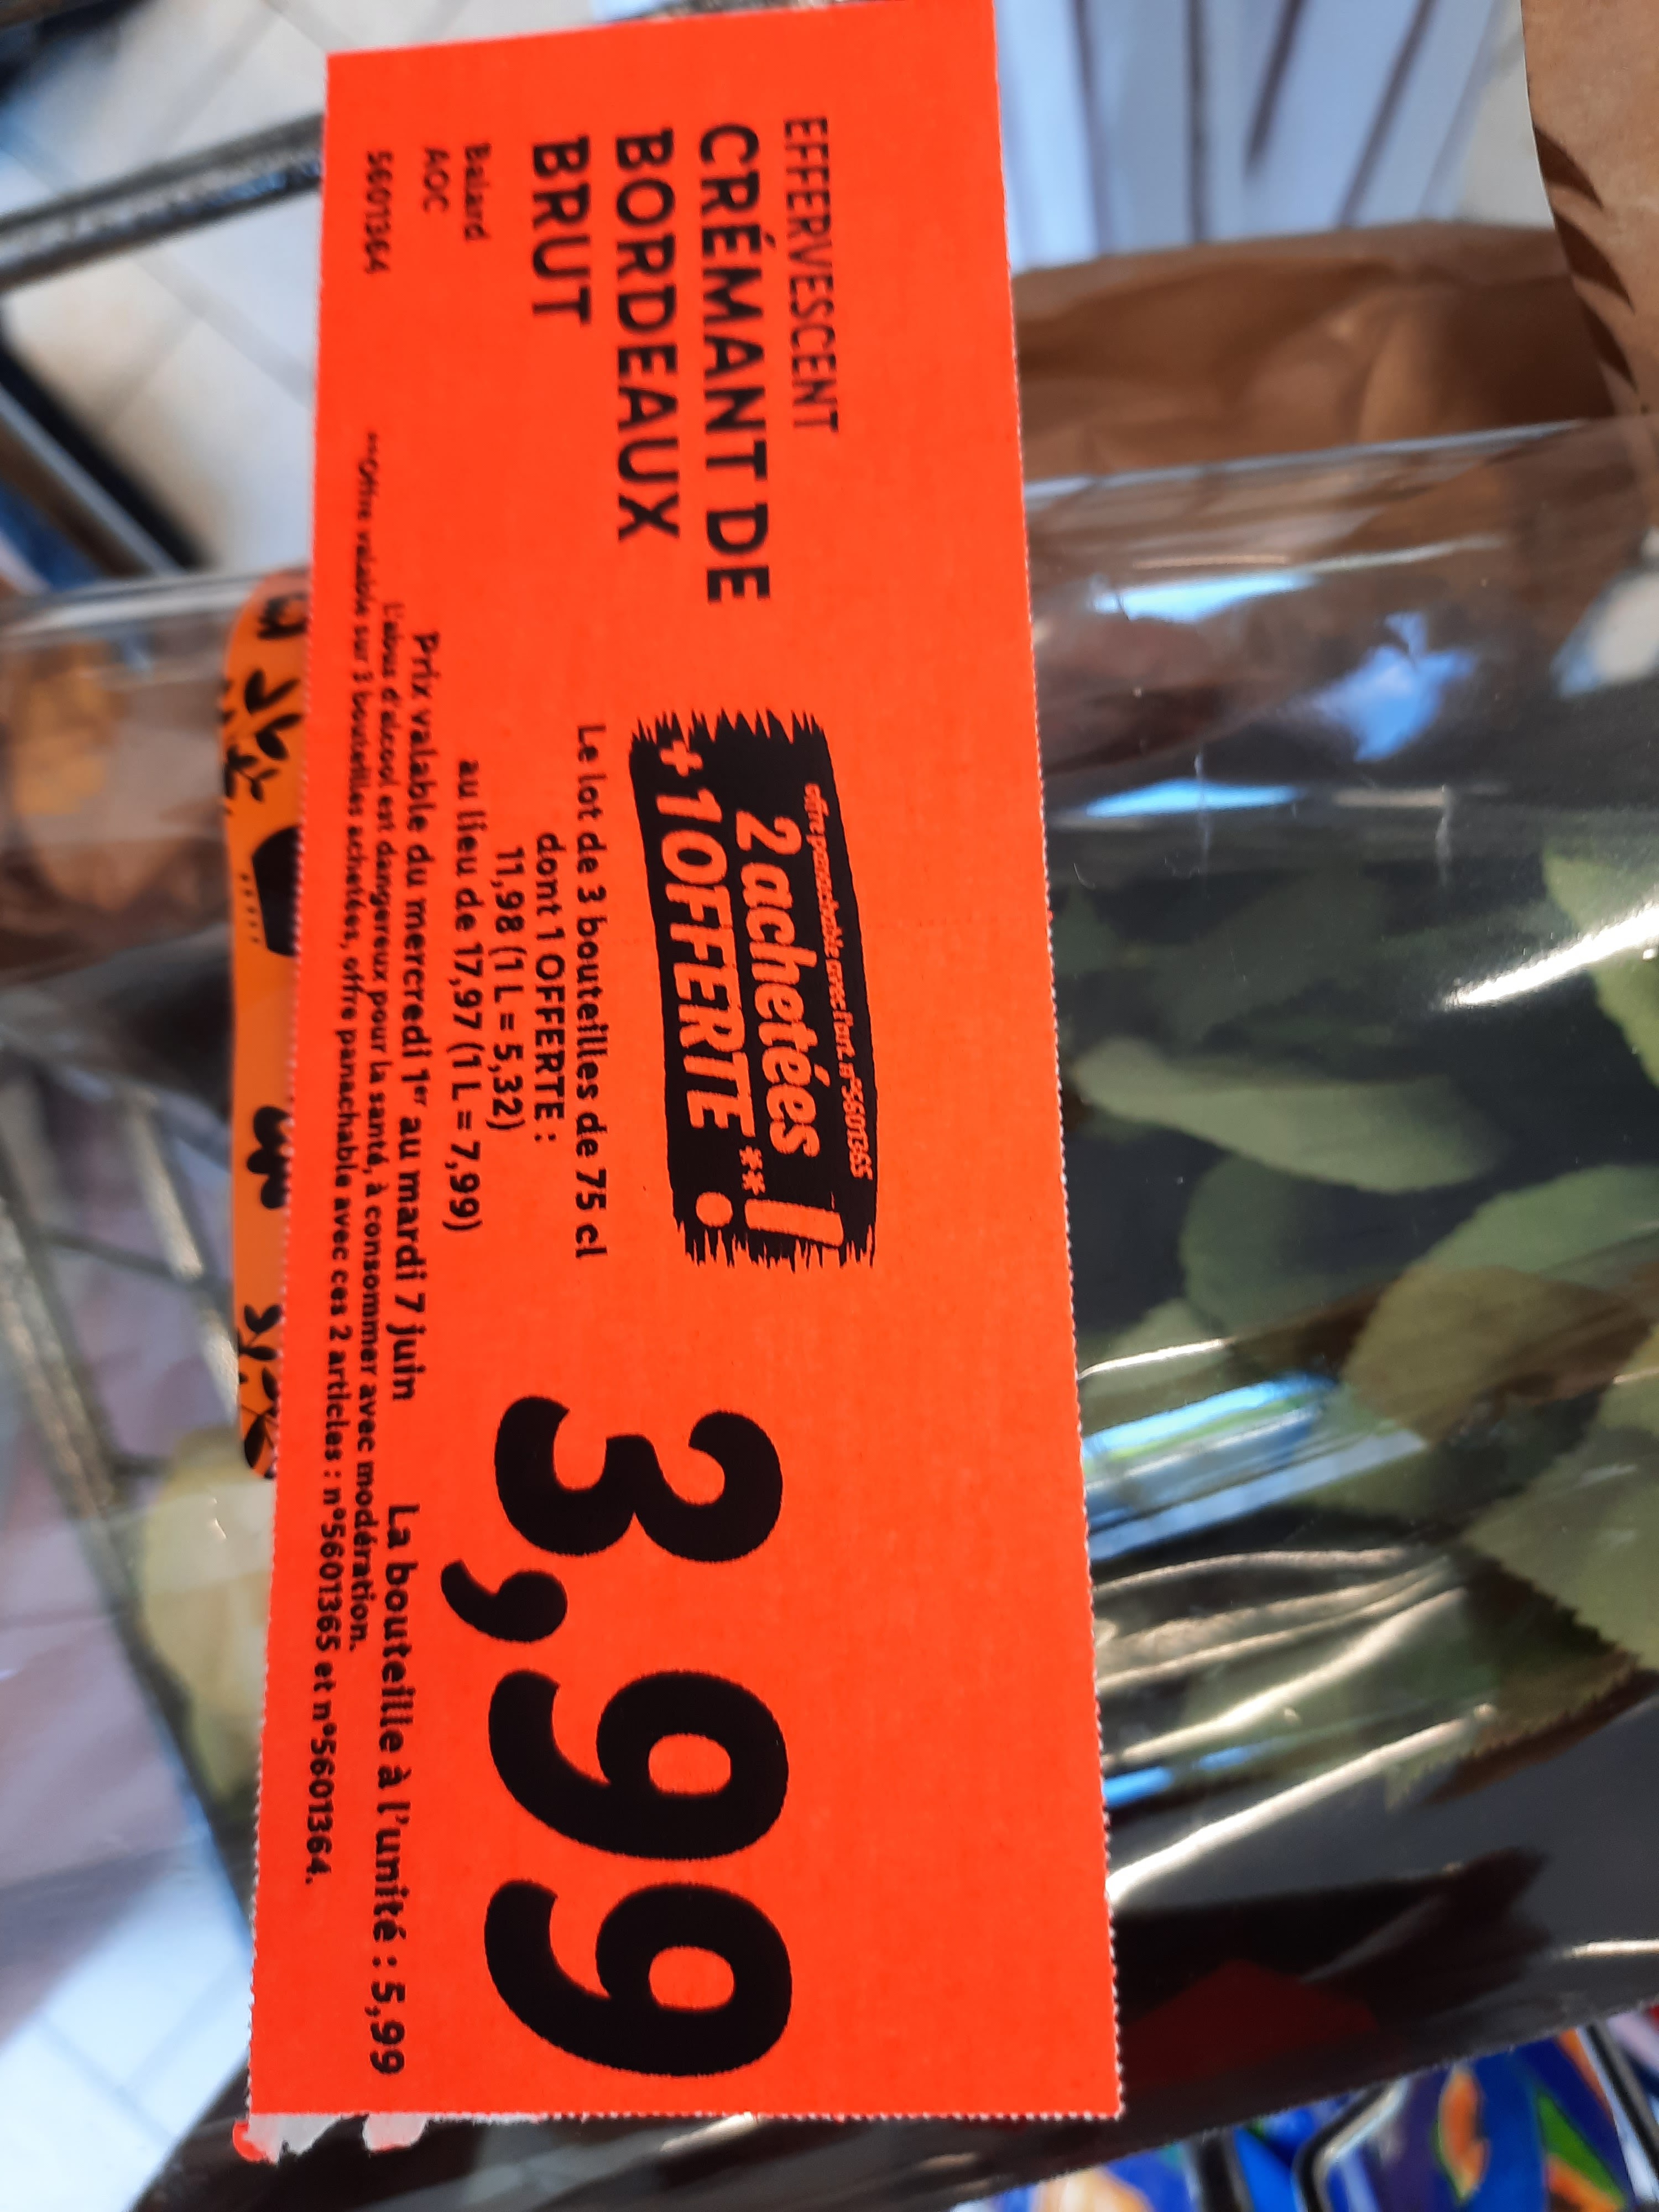 EFFERVESCENT
CRÉMANT DE
BORDEAUX
BRUT
Balard
AOC
5601364
offre panachable avec l'art. n°5601365
2 achetées
+ 1 OFFERTE** !
Le lot de 3 bouteilles de 75 cl
dont 1 OFFERTE :
11,98 (1 L = 5,32)
au lieu de 17,97 (1 L = 7,99)
3,99
Prix valable du mercredi 1er au mardi 7 juin
La bouteille à l'unité : 5,99
L'abus d'alcool est dangereux pour la santé, à consommer avec modération.
**Offre valable sur 3 bouteilles achetées, offre panachable avec ces 2 articles : n°5601365 et n°5601364.